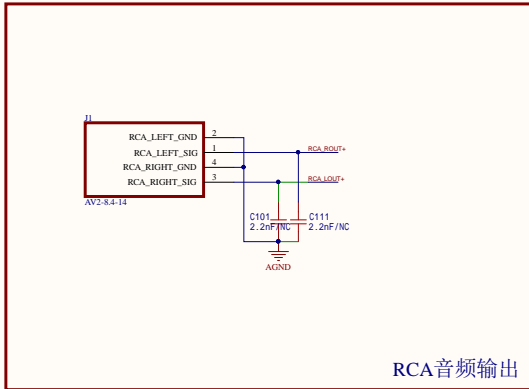 J1
RCA_LEFT_GND 2
RCA_LEFT_SIG 1
RCA_RIGHT_GND 4
RCA_RIGHT_SIG 3
AV2-8.4-14
RCA_ROUT+
RCA_LOUT+
C101
2.2nF/NC
C111
2.2nF/NC
AGND
RCA音频输出